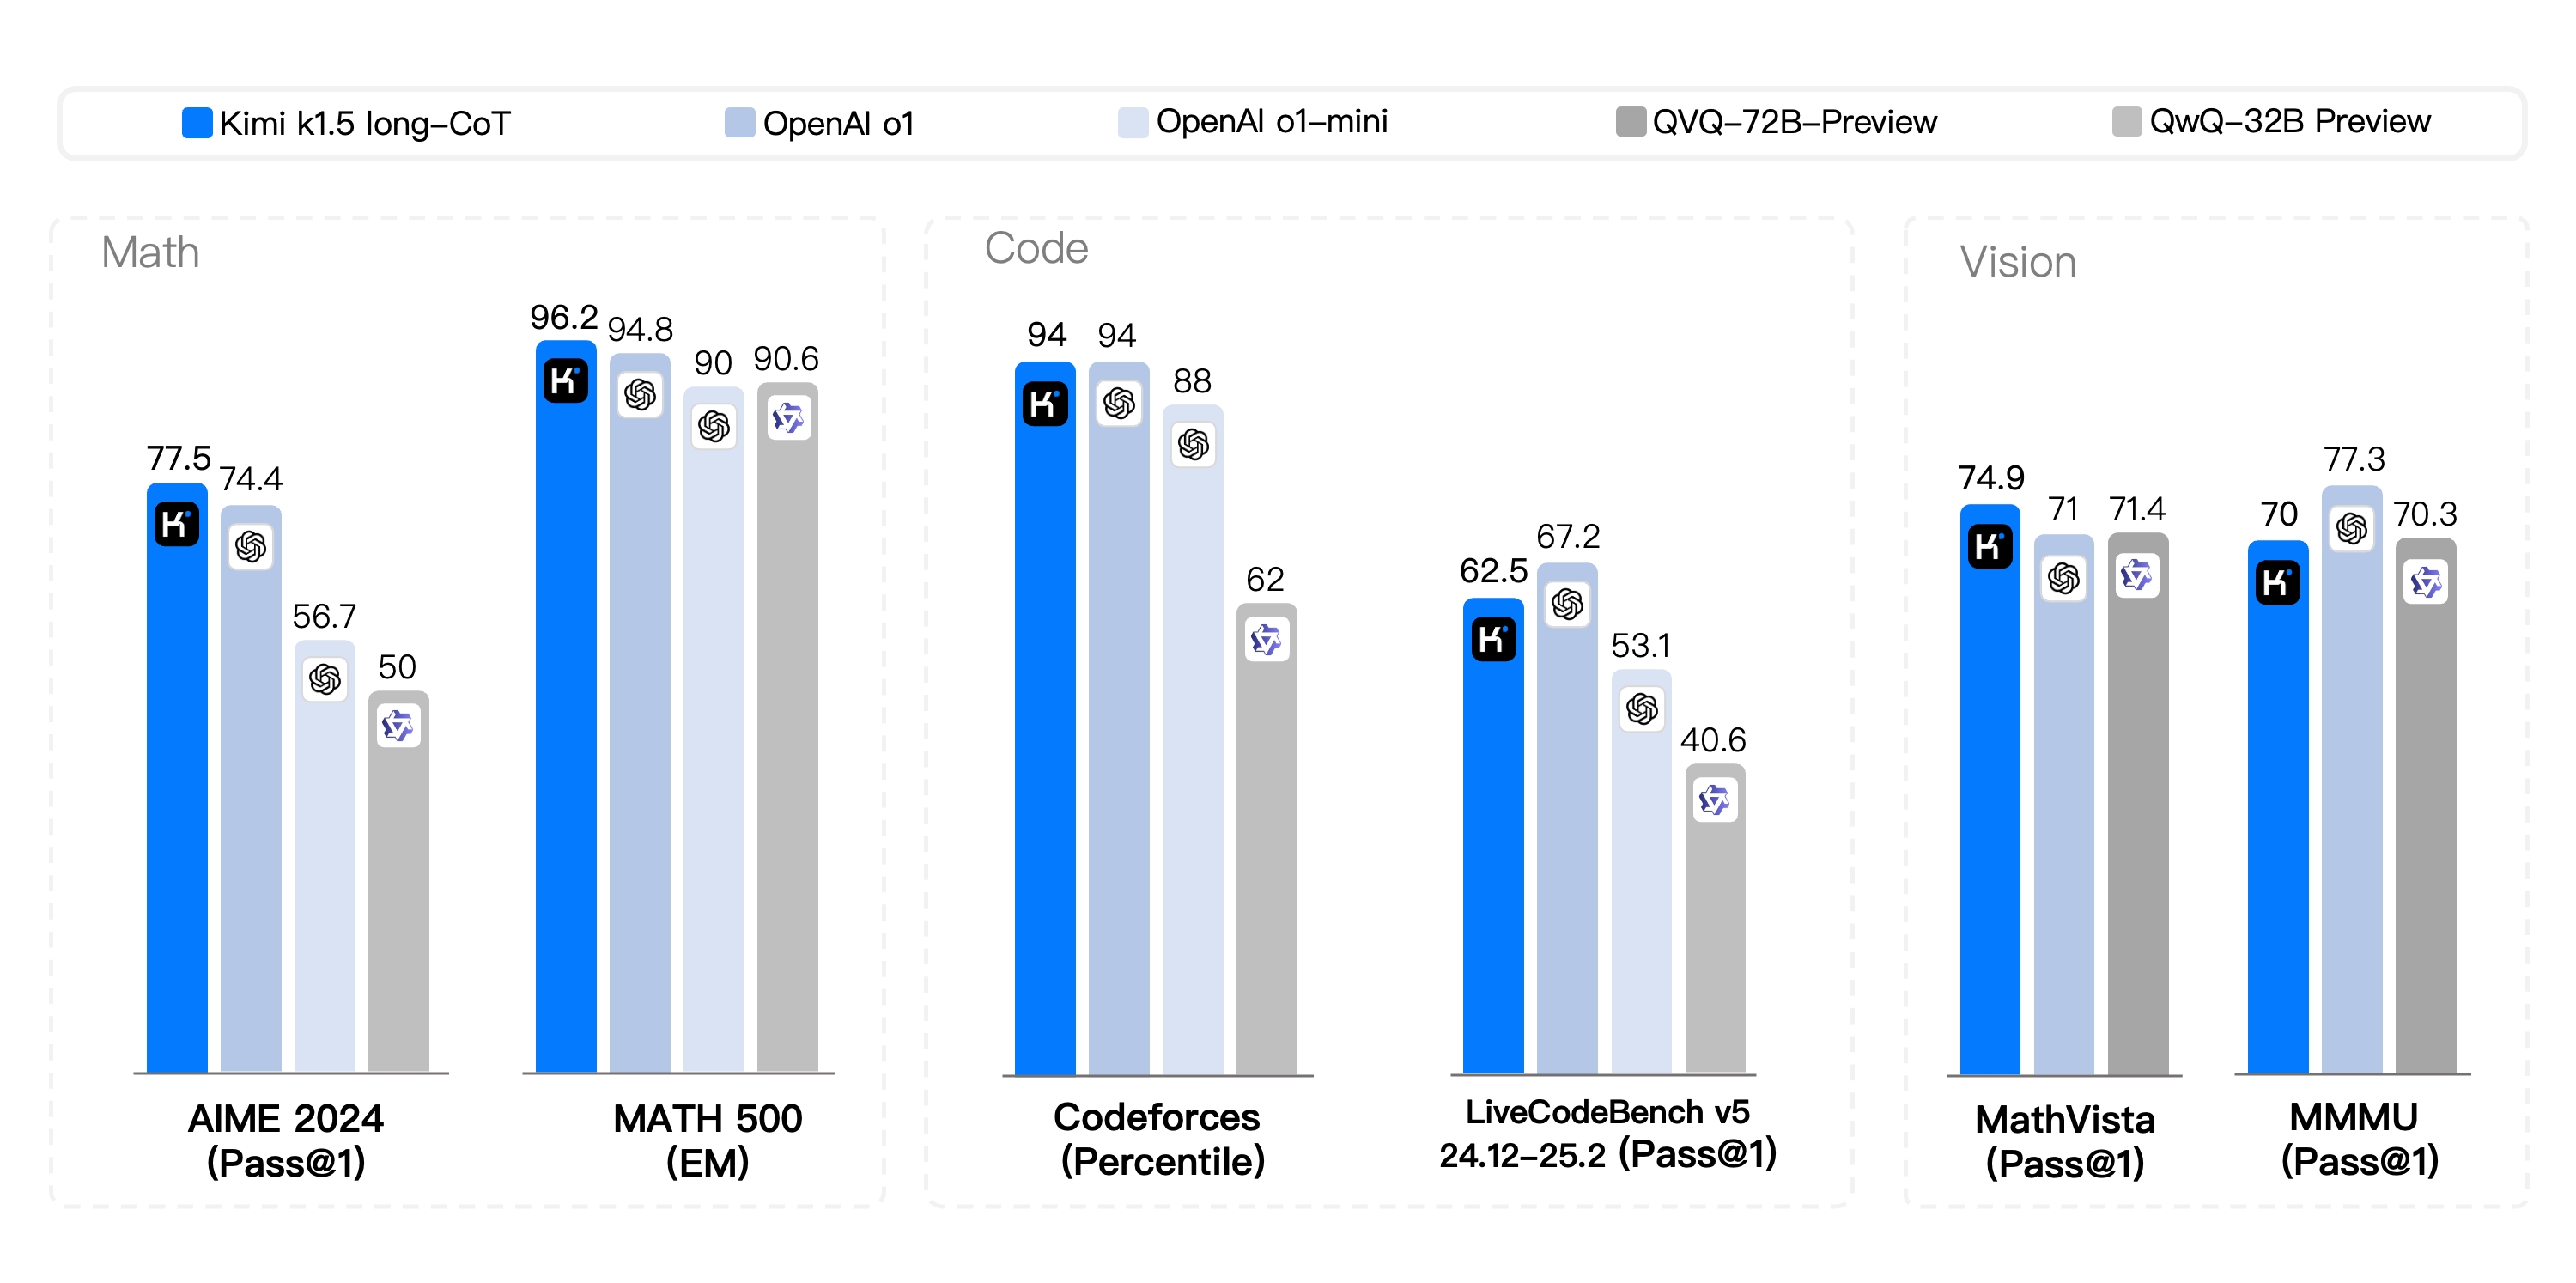 Kimi k1.5 long-CoT
OpenAI o1
OpenAI o1-mini
QVQ-72B-Preview
QwQ-32B Preview
Math
77.5
74.4
56.7
50
AIME 2024
(Pass@1)
96.2
94.8
90
90.6
MATH 500
(EM)
Code
94
94
88
62
Codeforces
(Percentile)
62.5
67.2
53.1
40.6
LiveCodeBench v5
24.12-25.2 (Pass@1)
Vision
74.9
71
71.4
MathVista
(Pass@1)
70
77.3
70.3
MMMU
(Pass@1)